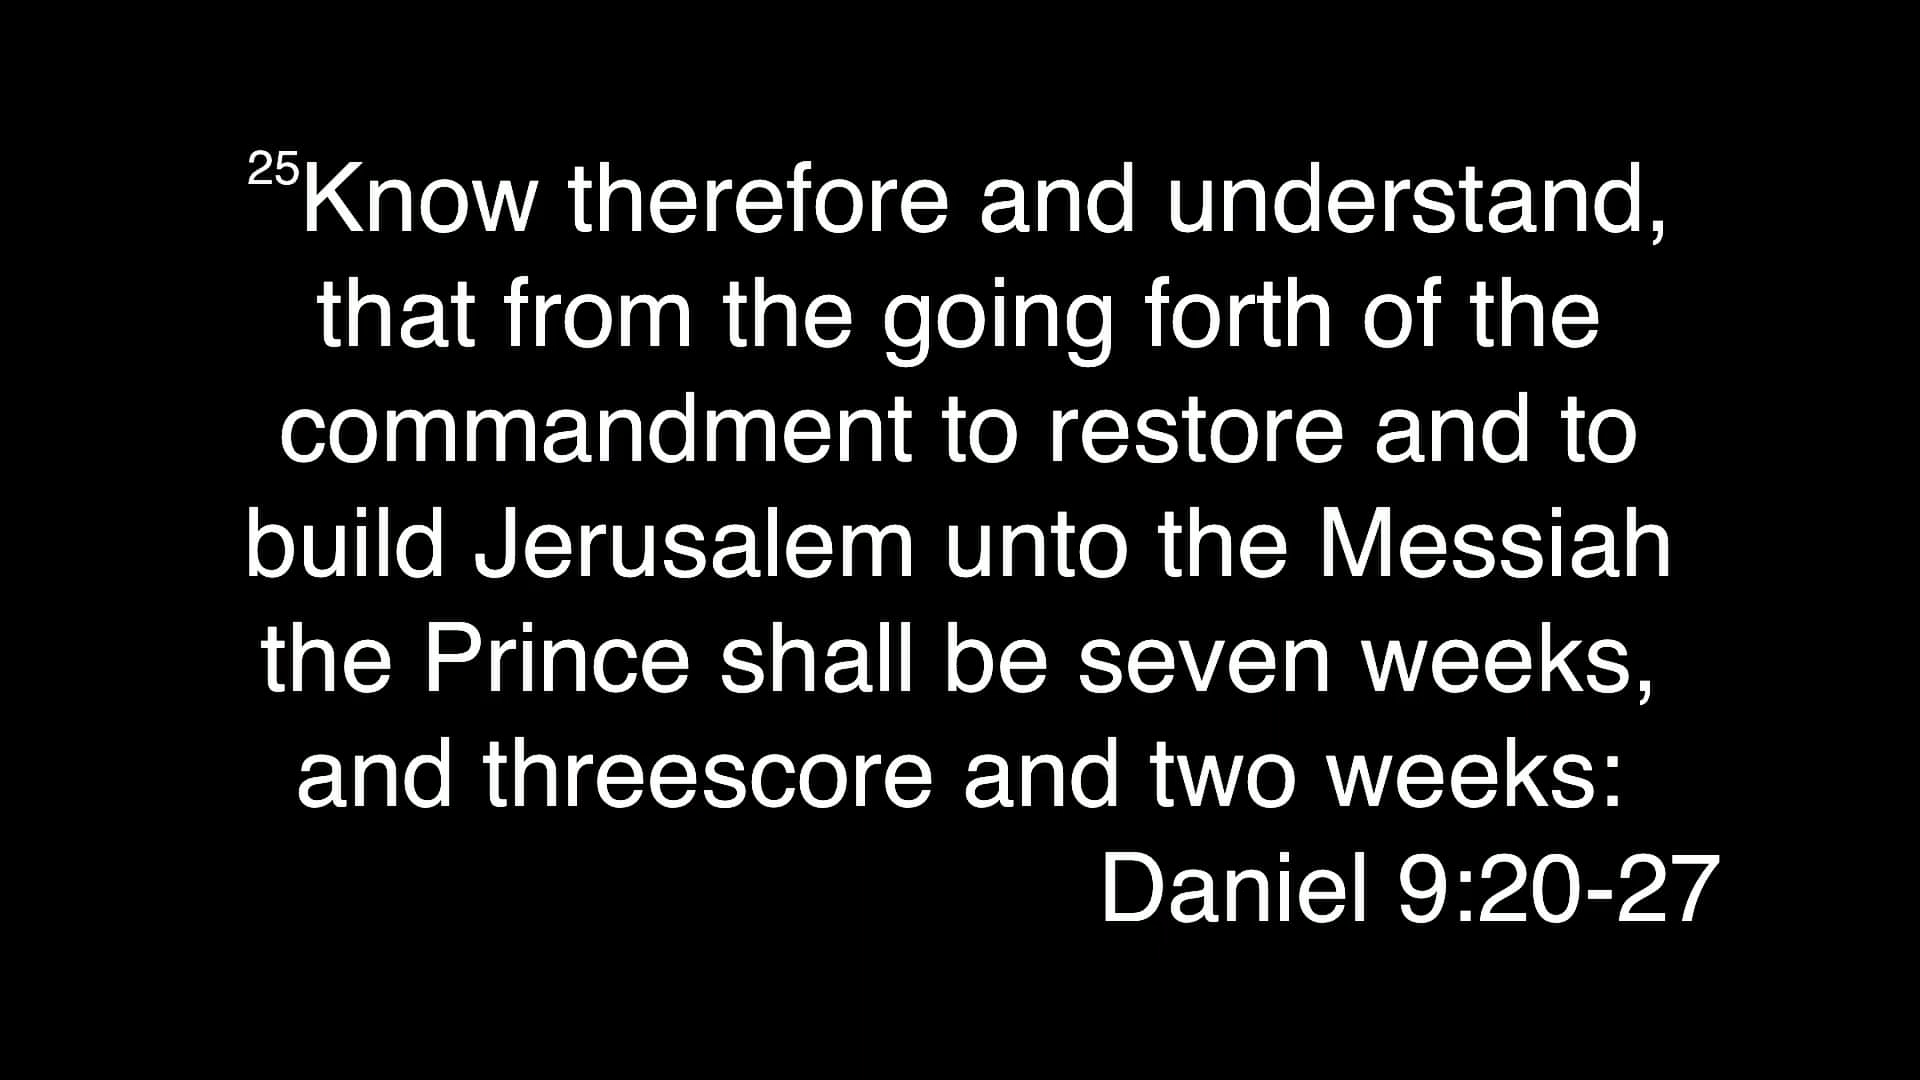 25Know therefore and understand,
that from the going forth of the
commandment to restore and to
build Jerusalem unto the Messiah
the Prince shall be seven weeks,
and threescore and two weeks:
Daniel 9:20-27